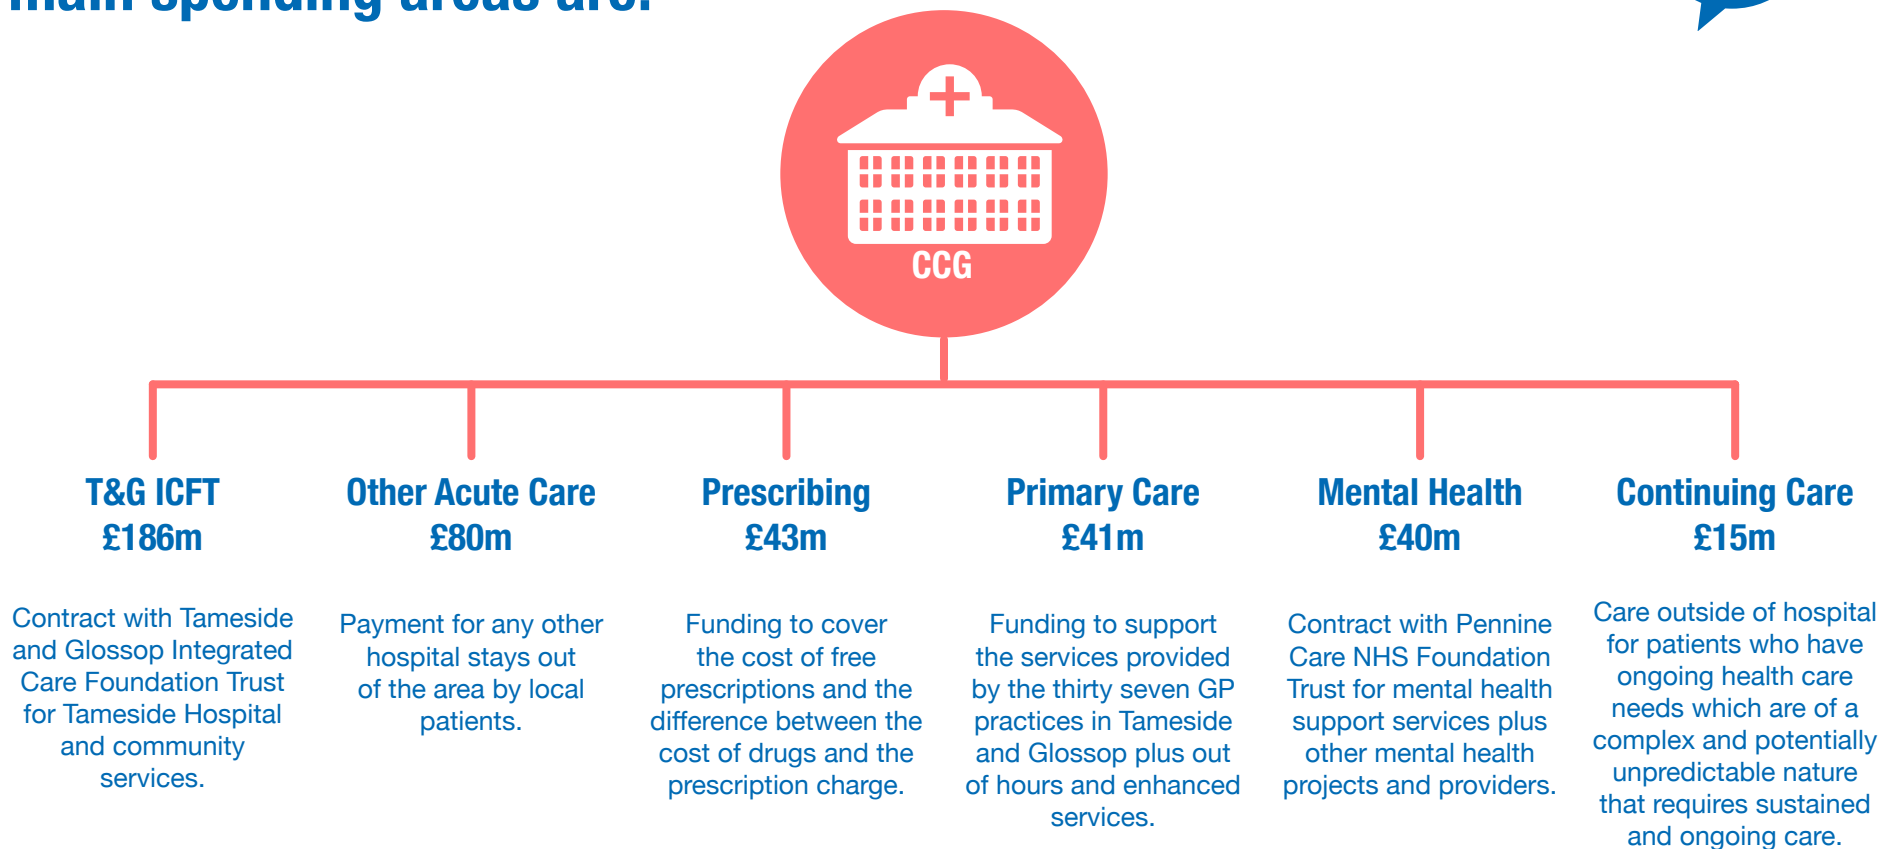 main spending areas are:
CCG
T&G ICFT
£186m
Contract with Tameside
and Glossop Integrated
Care Foundation Trust
for Tameside Hospital
and community
services.
Other Acute Care
£80m
Payment for any other
hospital stays out
of the area by local
patients.
Prescribing
£43m
Funding to cover
the cost of free
prescriptions and the
difference between the
cost of drugs and the
prescription charge.
Primary Care
£41m
Funding to support
the services provided
by the thirty seven GP
practices in Tameside
and Glossop plus out
of hours and enhanced
services.
Mental Health
£40m
Contract with Pennine
Care NHS Foundation
Trust for mental health
support services plus
other mental health
projects and providers.
Continuing Care
£15m
Care outside of hospital
for patients who have
ongoing health care
needs which are of a
complex and potentially
unpredictable nature
that requires sustained
and ongoing care.